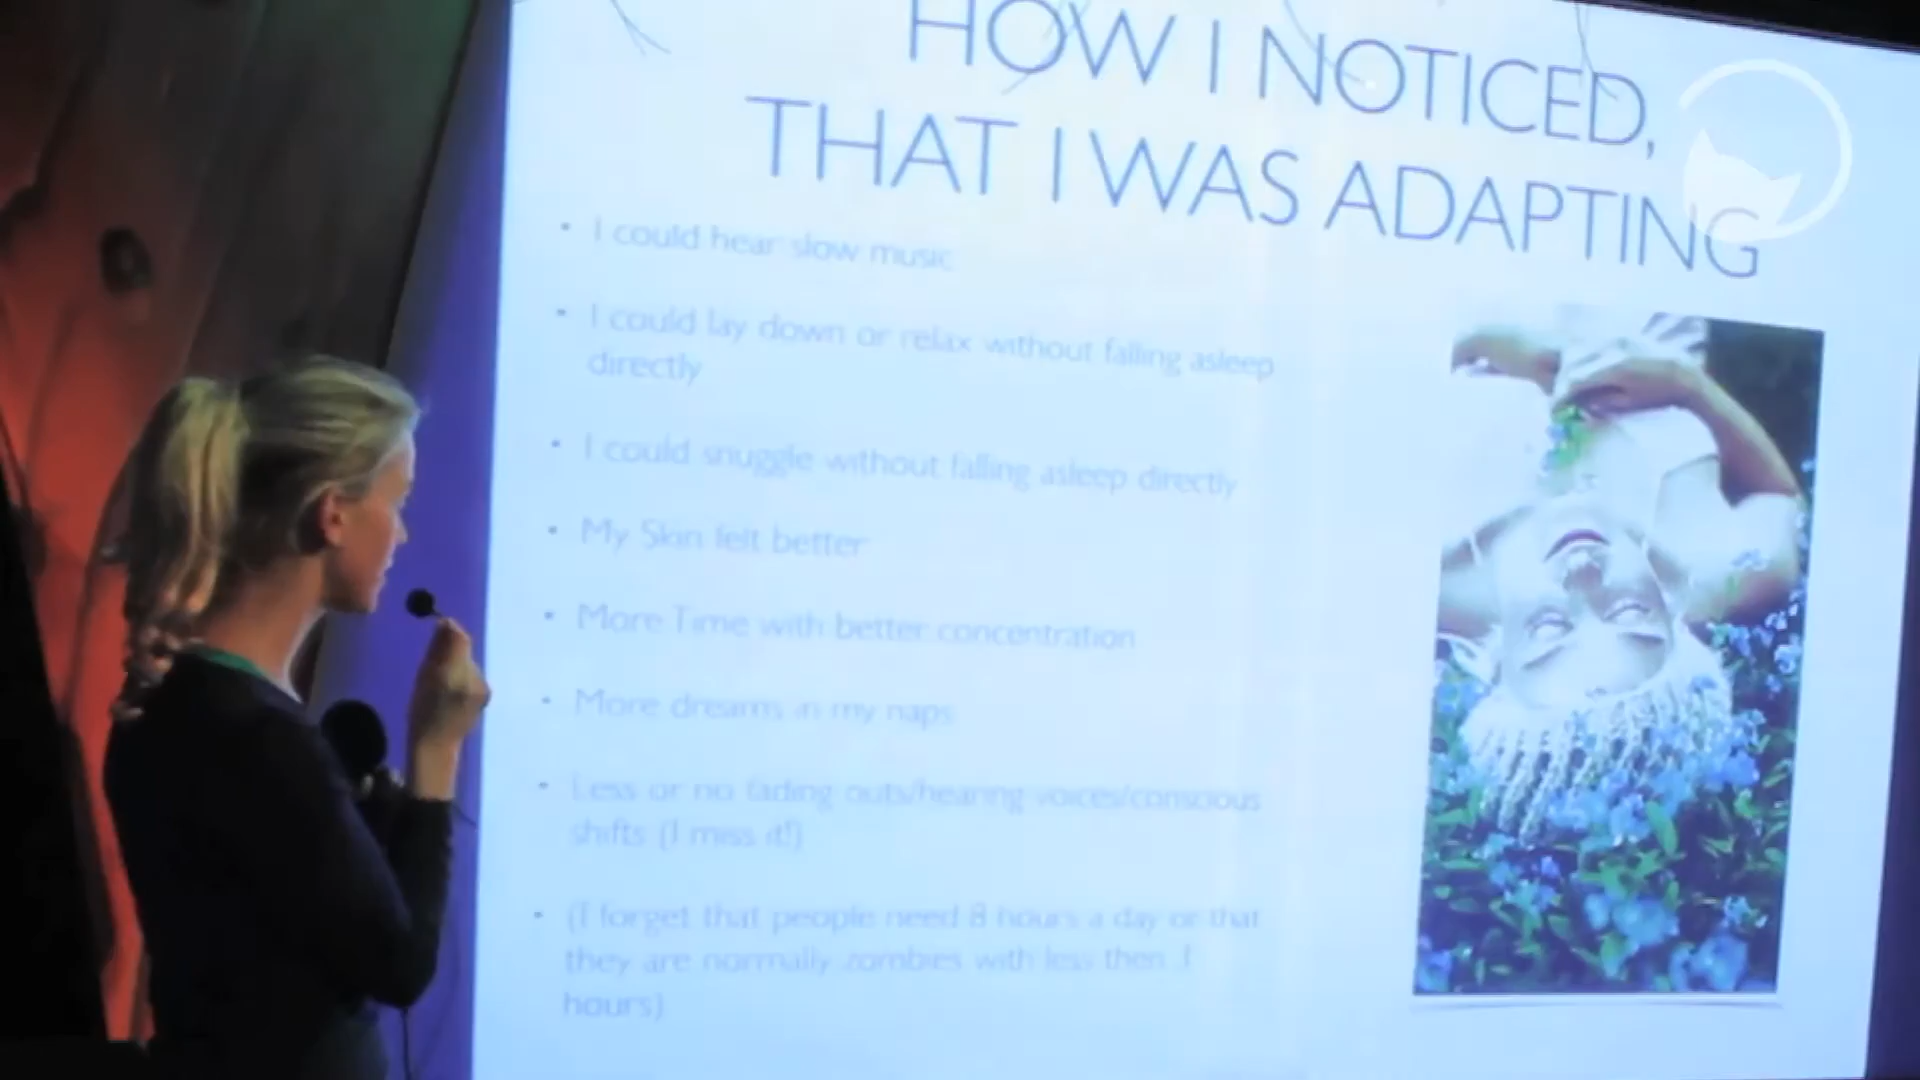 HOW I NOTICED,
THAT I WAS ADAPTING
• I could hear slow music
• I could lay down or relax without falling asleep
directly
• I could snuggle without falling asleep directly
• My Skin felt better
• More Time with better concentration
• More dreams in my naps
• Less or no fading outs/hearing voices/conscious
shifts (I miss it!)
• (I forget that people need 8 hours a day or that
they are normally zombies with less then
hours)